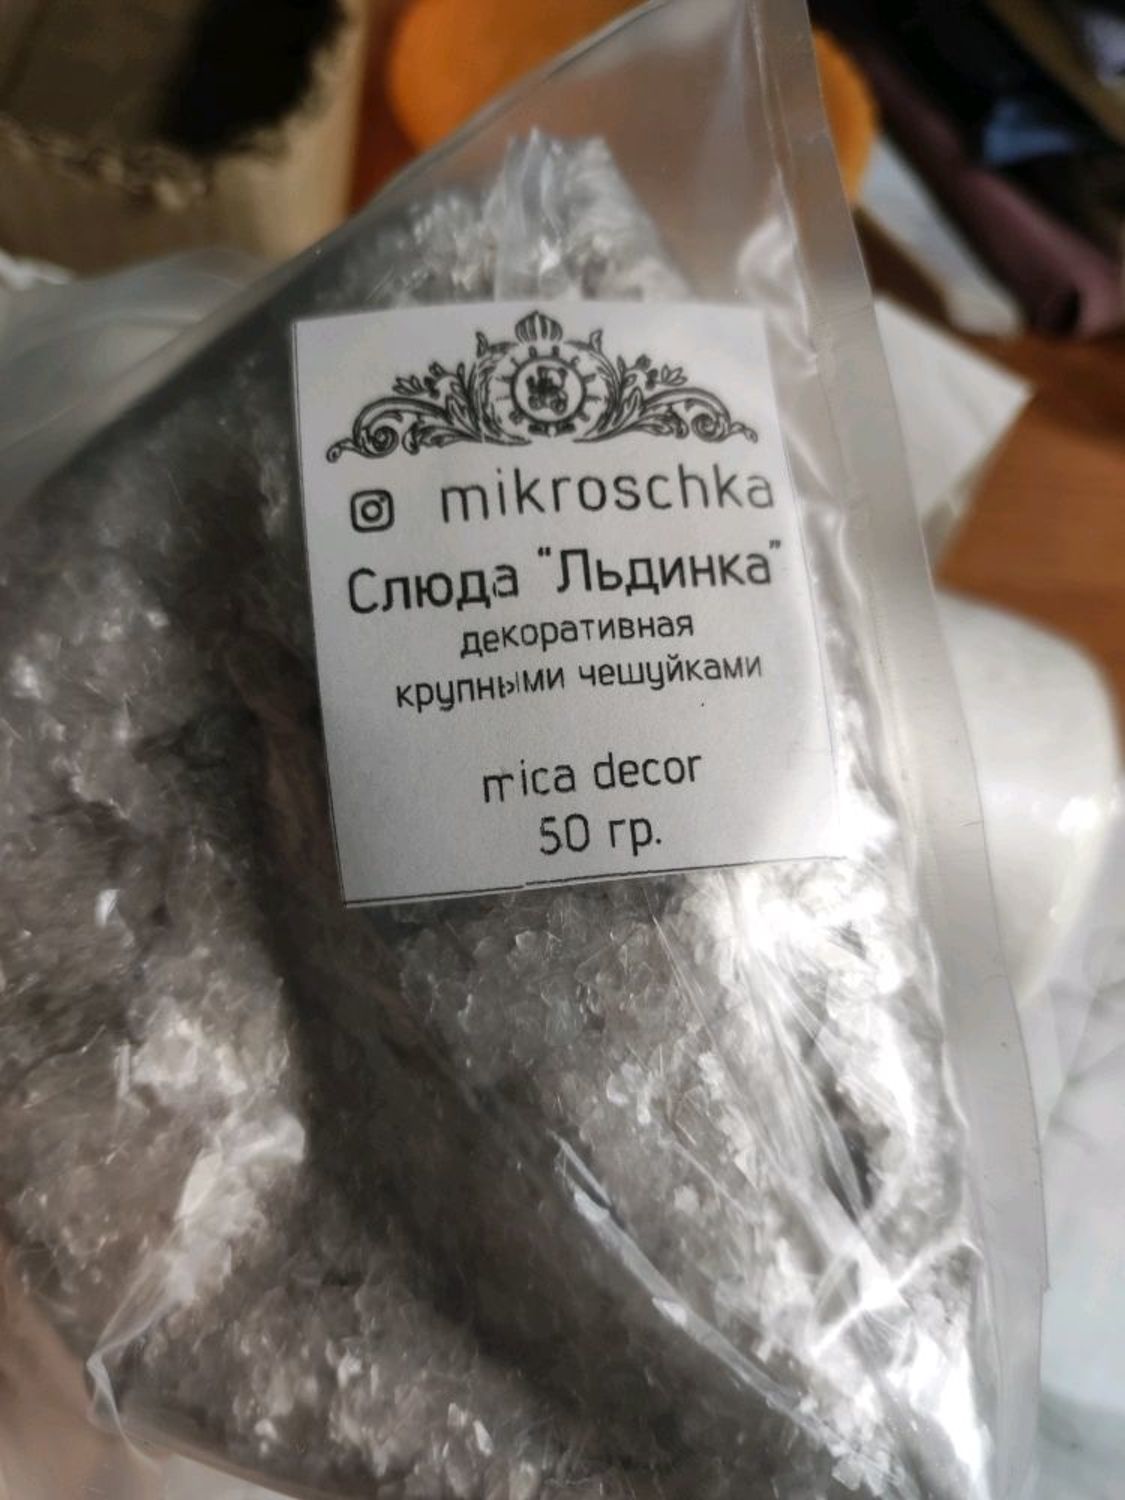 mikroschka
Слюда "Льдинка"
декоративная
крупными чешуйками
mica decor
50 гр.